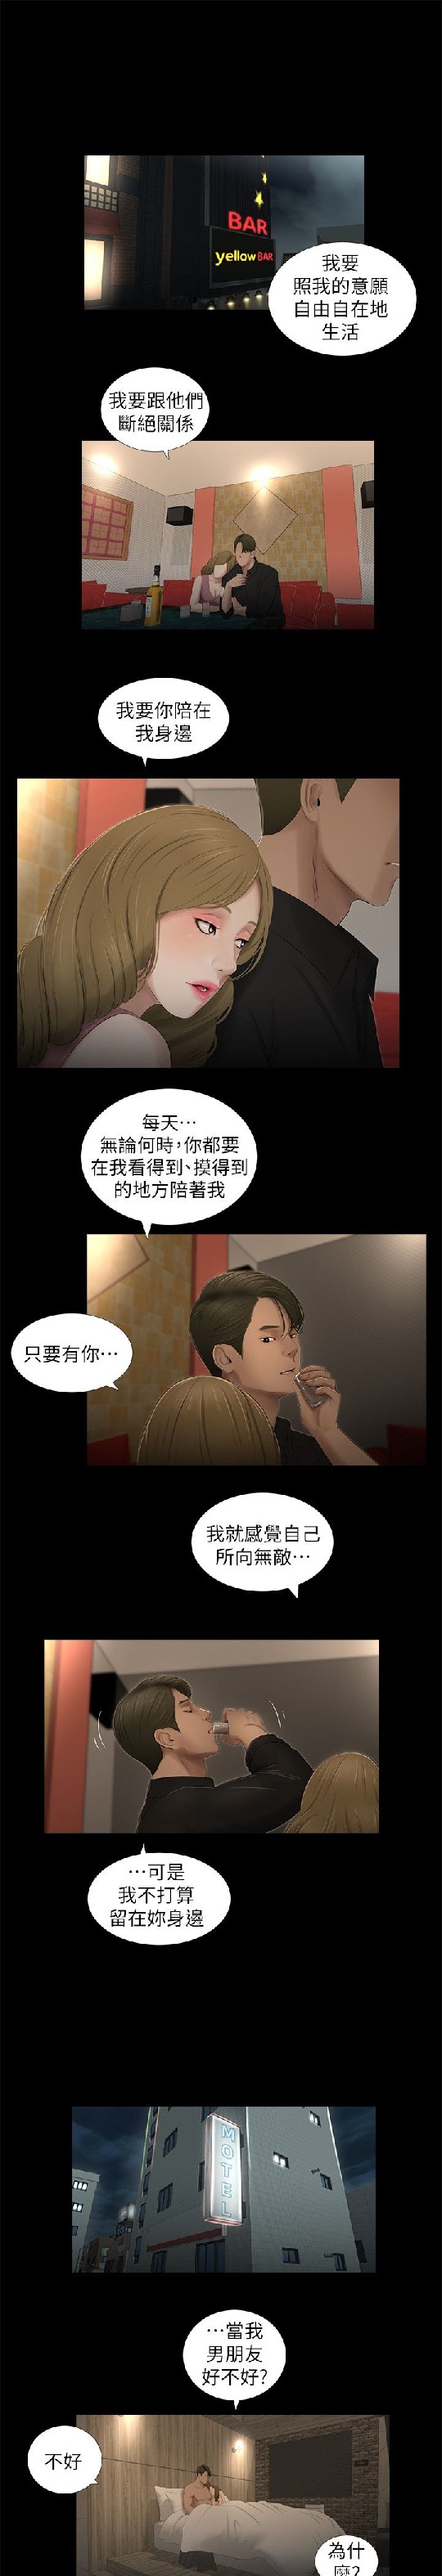 BAR
yellow BAR
我要
照我的意願
自由自在地
生活
我要跟他們
斷絕關係
我要你陪在
我身邊
每天…
無論何時，你都要
在我看得到、摸得到
的地方陪著我
只要有你…
我就感覺自己
所向無敵…
…可是
我不打算
留在妳身邊
MOTEL
…當我
男朋友
好不好?
不好
為什
麼?